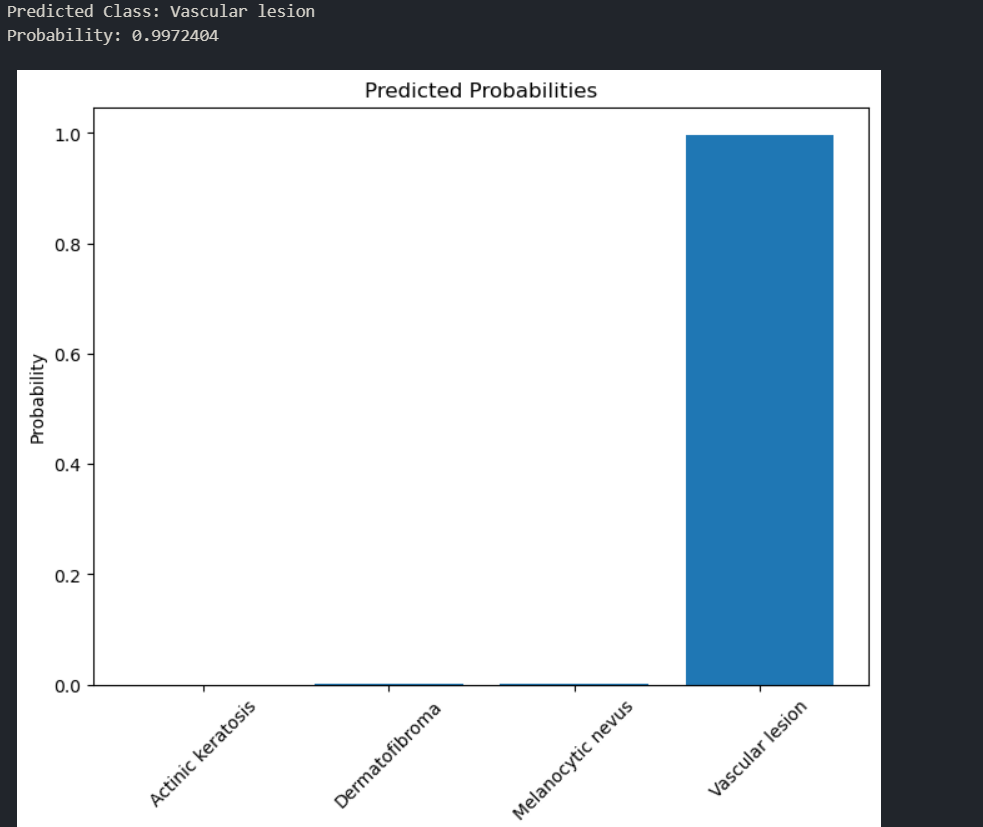 Predicted Class: Vascular lesion
Probability: 0.9972404
Predicted Probabilities
1.0
0.8
0.6
0.4
0.2
0.0
Probability
Actinic keratosis
Dermatofibroma
Melanocytic nevus
Vascular lesion